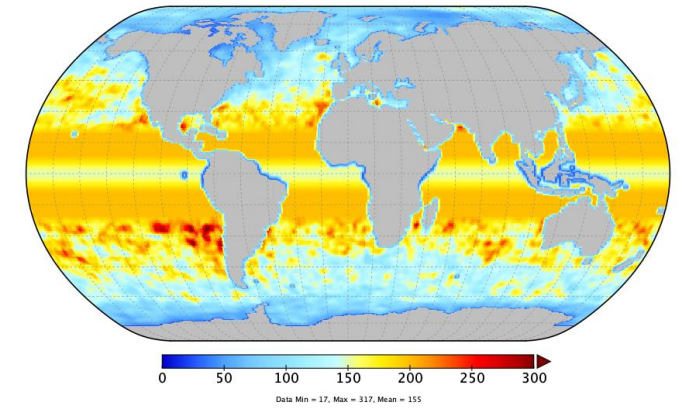 0 50 100 150 200 250 300
Data Min = 17, Max = 317, Mean = 155